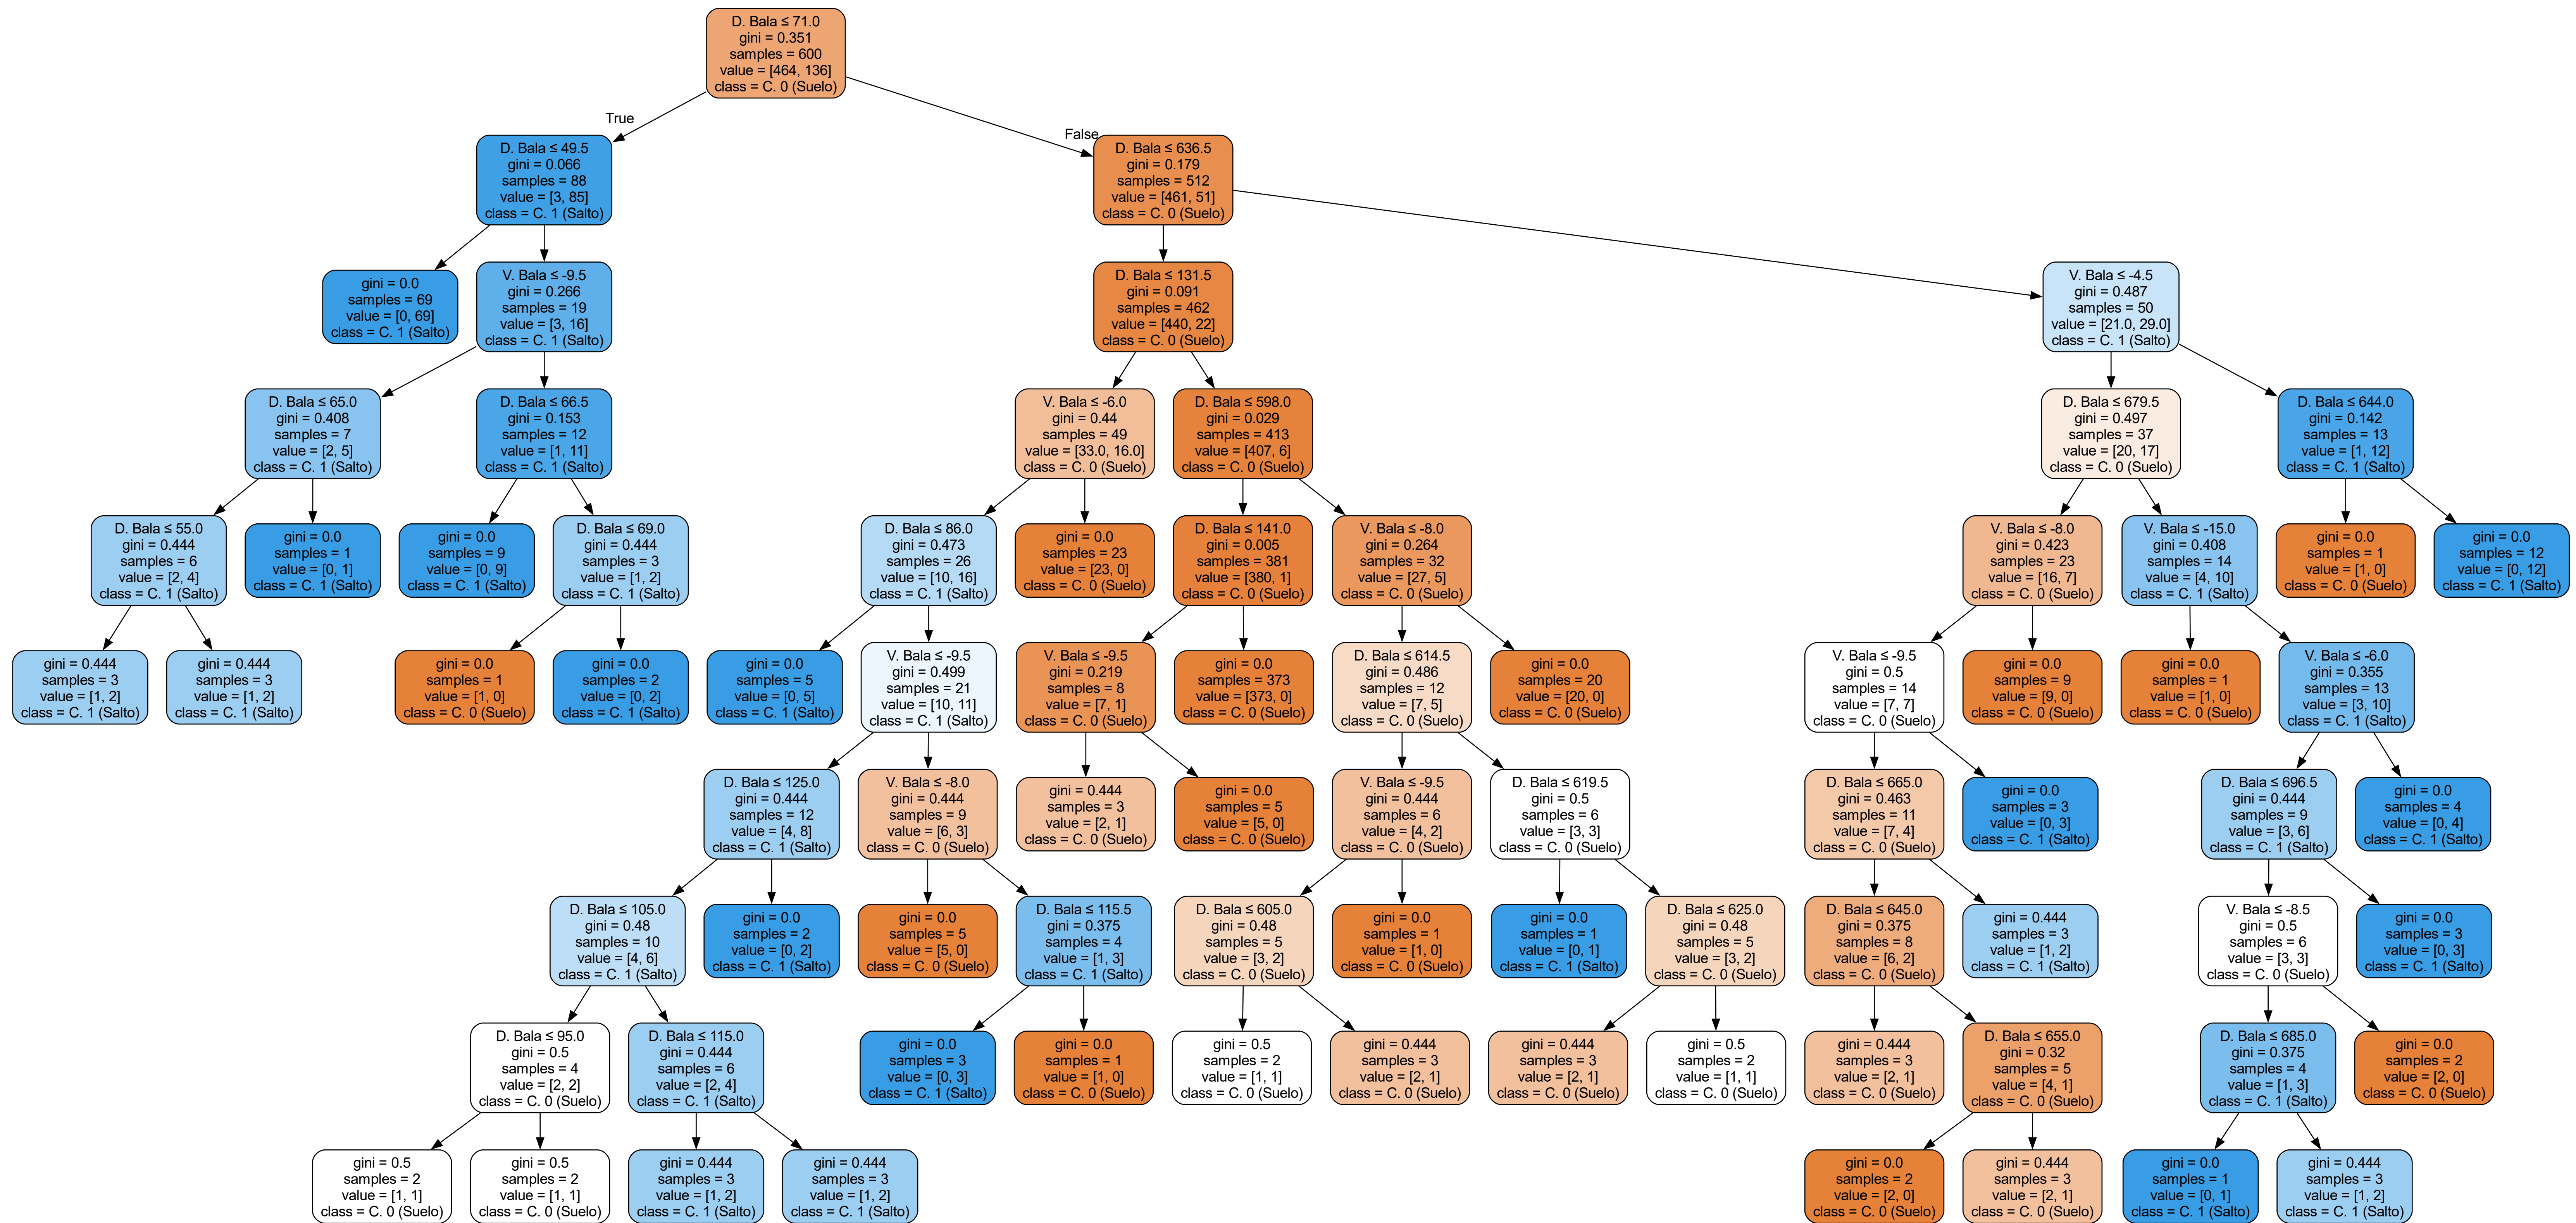 D. Bala ≤ 71.0
gini = 0.351
samples = 600
value = [464, 136]
class = C. 0 (Suelo)
True
False
D. Bala ≤ 49.5
gini = 0.066
samples = 88
value = [3, 85]
class = C. 1 (Salto)
D. Bala ≤ 636.5
gini = 0.179
samples = 512
value = [461, 51]
class = C. 0 (Suelo)
gini = 0.0
samples = 69
value = [0, 69]
class = C. 1 (Salto)
V. Bala ≤ -9.5
gini = 0.266
samples = 19
value = [3, 16]
class = C. 1 (Salto)
D. Bala ≤ 131.5
gini = 0.091
samples = 462
value = [440, 22]
class = C. 0 (Suelo)
V. Bala ≤ -4.5
gini = 0.487
samples = 50
value = [21.0, 29.0]
class = C. 1 (Salto)
D. Bala ≤ 65.0
gini = 0.408
samples = 7
value = [2, 5]
class = C. 1 (Salto)
D. Bala ≤ 66.5
gini = 0.153
samples = 12
value = [1, 11]
class = C. 1 (Salto)
V. Bala ≤ -6.0
gini = 0.44
samples = 49
value = [33.0, 16.0]
class = C. 0 (Suelo)
D. Bala ≤ 598.0
gini = 0.029
samples = 413
value = [407, 6]
class = C. 0 (Suelo)
D. Bala ≤ 679.5
gini = 0.497
samples = 37
value = [20, 17]
class = C. 0 (Suelo)
D. Bala ≤ 644.0
gini = 0.142
samples = 13
value = [1, 12]
class = C. 1 (Salto)
D. Bala ≤ 55.0
gini = 0.444
samples = 6
value = [2, 4]
class = C. 1 (Salto)
gini = 0.0
samples = 1
value = [0, 1]
class = C. 1 (Salto)
gini = 0.0
samples = 9
value = [0, 9]
class = C. 1 (Salto)
D. Bala ≤ 69.0
gini = 0.444
samples = 3
value = [1, 2]
class = C. 1 (Salto)
D. Bala ≤ 86.0
gini = 0.473
samples = 26
value = [10, 16]
class = C. 1 (Salto)
gini = 0.0
samples = 23
value = [23, 0]
class = C. 0 (Suelo)
D. Bala ≤ 141.0
gini = 0.005
samples = 381
value = [380, 1]
class = C. 0 (Suelo)
V. Bala ≤ -8.0
gini = 0.264
samples = 32
value = [27, 5]
class = C. 0 (Suelo)
V. Bala ≤ -8.0
gini = 0.423
samples = 23
value = [16, 7]
class = C. 0 (Suelo)
V. Bala ≤ -15.0
gini = 0.408
samples = 14
value = [4, 10]
class = C. 1 (Salto)
gini = 0.0
samples = 1
value = [1, 0]
class = C. 0 (Suelo)
gini = 0.0
samples = 12
value = [0, 12]
class = C. 1 (Salto)
gini = 0.444
samples = 3
value = [1, 2]
class = C. 1 (Salto)
gini = 0.444
samples = 3
value = [1, 2]
class = C. 1 (Salto)
gini = 0.0
samples = 1
value = [1, 0]
class = C. 0 (Suelo)
gini = 0.0
samples = 2
value = [0, 2]
class = C. 1 (Salto)
gini = 0.0
samples = 5
value = [0, 5]
class = C. 1 (Salto)
V. Bala ≤ -9.5
gini = 0.499
samples = 21
value = [10, 11]
class = C. 1 (Salto)
V. Bala ≤ -9.5
gini = 0.219
samples = 8
value = [7, 1]
class = C. 0 (Suelo)
gini = 0.0
samples = 373
value = [373, 0]
class = C. 0 (Suelo)
D. Bala ≤ 614.5
gini = 0.486
samples = 12
value = [7, 5]
class = C. 0 (Suelo)
gini = 0.0
samples = 20
value = [20, 0]
class = C. 0 (Suelo)
V. Bala ≤ -9.5
gini = 0.5
samples = 14
value = [7, 7]
class = C. 0 (Suelo)
gini = 0.0
samples = 9
value = [9, 0]
class = C. 0 (Suelo)
gini = 0.0
samples = 1
value = [1, 0]
class = C. 0 (Suelo)
V. Bala ≤ -6.0
gini = 0.355
samples = 13
value = [3, 10]
class = C. 1 (Salto)
D. Bala ≤ 125.0
gini = 0.444
samples = 12
value = [4, 8]
class = C. 1 (Salto)
V. Bala ≤ -8.0
gini = 0.444
samples = 9
value = [6, 3]
class = C. 0 (Suelo)
gini = 0.444
samples = 3
value = [2, 1]
class = C. 0 (Suelo)
gini = 0.0
samples = 5
value = [5, 0]
class = C. 0 (Suelo)
V. Bala ≤ -9.5
gini = 0.444
samples = 6
value = [4, 2]
class = C. 0 (Suelo)
D. Bala ≤ 619.5
gini = 0.5
samples = 6
value = [3, 3]
class = C. 0 (Suelo)
D. Bala ≤ 665.0
gini = 0.463
samples = 11
value = [7, 4]
class = C. 0 (Suelo)
gini = 0.0
samples = 3
value = [0, 3]
class = C. 1 (Salto)
D. Bala ≤ 696.5
gini = 0.444
samples = 9
value = [3, 6]
class = C. 1 (Salto)
gini = 0.0
samples = 4
value = [0, 4]
class = C. 1 (Salto)
D. Bala ≤ 105.0
gini = 0.48
samples = 10
value = [4, 6]
class = C. 1 (Salto)
gini = 0.0
samples = 2
value = [0, 2]
class = C. 1 (Salto)
gini = 0.0
samples = 5
value = [5, 0]
class = C. 0 (Suelo)
D. Bala ≤ 115.5
gini = 0.375
samples = 4
value = [1, 3]
class = C. 1 (Salto)
D. Bala ≤ 605.0
gini = 0.48
samples = 5
value = [3, 2]
class = C. 0 (Suelo)
gini = 0.0
samples = 1
value = [1, 0]
class = C. 0 (Suelo)
gini = 0.0
samples = 1
value = [0, 1]
class = C. 1 (Salto)
D. Bala ≤ 625.0
gini = 0.48
samples = 5
value = [3, 2]
class = C. 0 (Suelo)
D. Bala ≤ 645.0
gini = 0.375
samples = 8
value = [6, 2]
class = C. 0 (Suelo)
gini = 0.444
samples = 3
value = [1, 2]
class = C. 1 (Salto)
V. Bala ≤ -8.5
gini = 0.5
samples = 6
value = [3, 3]
class = C. 0 (Suelo)
gini = 0.0
samples = 3
value = [0, 3]
class = C. 1 (Salto)
D. Bala ≤ 95.0
gini = 0.5
samples = 4
value = [2, 2]
class = C. 0 (Suelo)
D. Bala ≤ 115.0
gini = 0.444
samples = 6
value = [2, 4]
class = C. 1 (Salto)
gini = 0.0
samples = 3
value = [0, 3]
class = C. 1 (Salto)
gini = 0.0
samples = 1
value = [1, 0]
class = C. 0 (Suelo)
gini = 0.5
samples = 2
value = [1, 1]
class = C. 0 (Suelo)
gini = 0.444
samples = 3
value = [2, 1]
class = C. 0 (Suelo)
gini = 0.444
samples = 3
value = [2, 1]
class = C. 0 (Suelo)
gini = 0.5
samples = 2
value = [1, 1]
class = C. 0 (Suelo)
gini = 0.444
samples = 3
value = [2, 1]
class = C. 0 (Suelo)
D. Bala ≤ 655.0
gini = 0.32
samples = 5
value = [4, 1]
class = C. 0 (Suelo)
D. Bala ≤ 685.0
gini = 0.375
samples = 4
value = [1, 3]
class = C. 1 (Salto)
gini = 0.0
samples = 2
value = [2, 0]
class = C. 0 (Suelo)
gini = 0.5
samples = 2
value = [1, 1]
class = C. 0 (Suelo)
gini = 0.5
samples = 2
value = [1, 1]
class = C. 0 (Suelo)
gini = 0.444
samples = 3
value = [1, 2]
class = C. 1 (Salto)
gini = 0.444
samples = 3
value = [1, 2]
class = C. 1 (Salto)
gini = 0.0
samples = 2
value = [2, 0]
class = C. 0 (Suelo)
gini = 0.444
samples = 3
value = [2, 1]
class = C. 0 (Suelo)
gini = 0.0
samples = 1
value = [0, 1]
class = C. 1 (Salto)
gini = 0.444
samples = 3
value = [1, 2]
class = C. 1 (Salto)